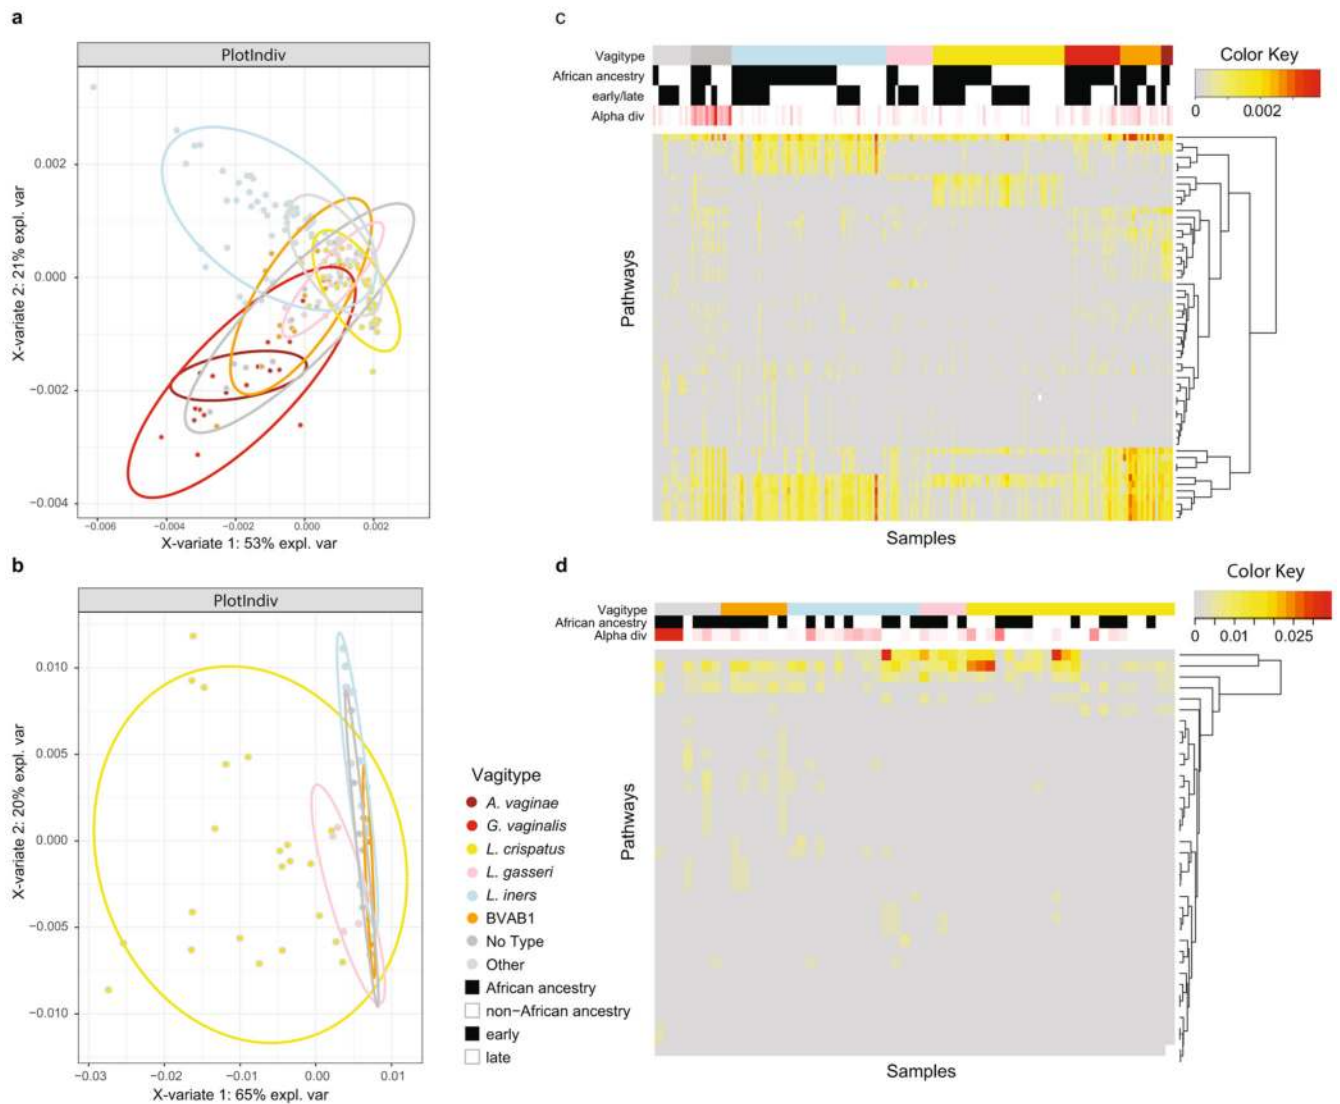 a
PlotIndiv
0.002
0.000
−0.002
−0.004
X-variate 2: 21% expl. var
−0.006
−0.004
−0.002
0.000
0.002
X-variate 1: 53% expl. var
c
Vagitype
African ancestry
early/late
Alpha div
Color Key
0
0.002
Pathways
Samples
b
PlotIndiv
0.010
0.005
0.000
−0.005
−0.010
X-variate 2: 20% expl. var
−0.03
−0.02
−0.01
0.00
0.01
X-variate 1: 65% expl. var
Vagitype
A. vaginae
G. vaginalis
L. crispatus
L. gasseri
L. iners
BVAB1
No Type
Other
African ancestry
non−African ancestry
early
late
d
Vagitype
African ancestry
Alpha div
Color Key
0
0.01
0.025
Pathways
Samples